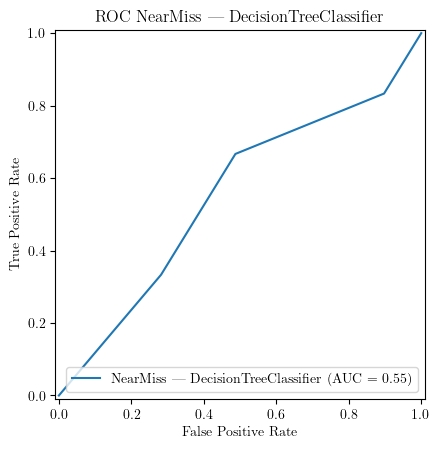 ROC NearMiss — DecisionTreeClassifier
1.0
0.8
0.6
0.4
0.2
0.0
True Positive Rate
NearMiss — DecisionTreeClassifier (AUC = 0.55)
0.0 0.2 0.4 0.6 0.8 1.0
False Positive Rate